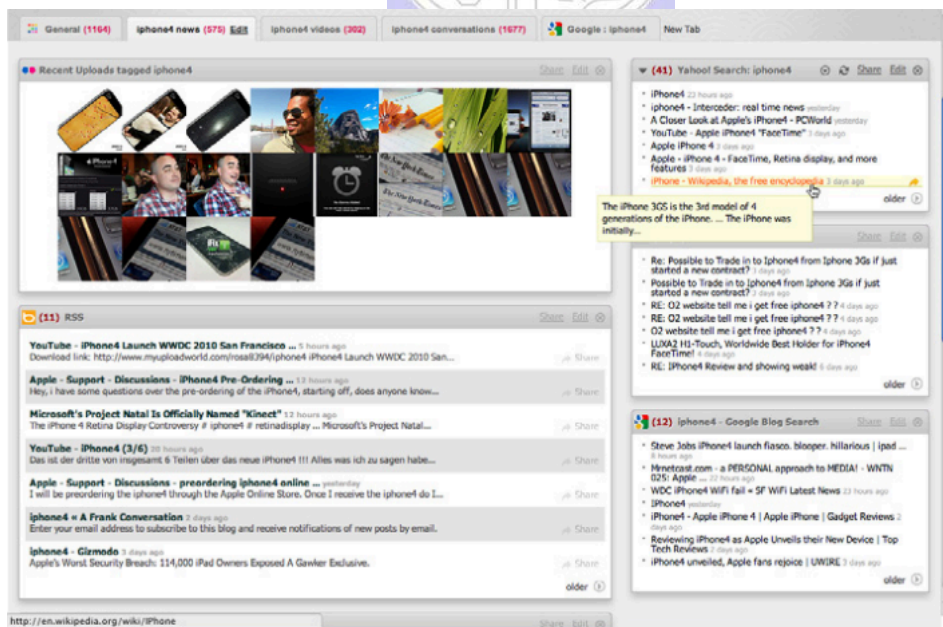 General (1164)
iphone4 news (575) Edit
iphone4 videos (302)
iphone4 conversations (1677)
Google : iphone4
New Tab
Recent Uploads tagged iphone4
Share Edit
(11) RSS
Share Edit
YouTube - iPhone4 Launch WWDC 2010 San Francisco ... 5 hours ago
Download link: http://www.myuploadworld.com/rosa8394/iphone4 iPhone4 Launch WWDC 2010 San...
Share
Apple - Support - Discussions - iPhone4 Pre-Ordering ... 12 hours ago
Hey, i have some questions over the pre-ordering of the iPhone4, starting off, does anyone know...
Share
Microsoft's Project Natal Is Officially Named "Kinect" 12 hours ago
The iPhone 4 Retina Display Controversy # iphone4 # retinadisplay ... Microsoft's Project Natal...
Share
YouTube - iPhone4 (3/6) 20 hours ago
Das ist der dritte von insgesamt 6 Teilen über das neue iPhone4 !!! Alles was ich zu sagen habe...
Share
Apple - Support - Discussions - preordering iphone4 online ... yesterday
I will be preordering the iphone4 through the Apple Online Store. Once I receive the iphone4 do I...
Share
iphone4 « A Frank Conversation 2 days ago
Enter your email address to subscribe to this blog and receive notifications of new posts by email.
Share
iphone4 - Gizmodo 3 days ago
Apple's Worst Security Breach: 114,000 iPad Owners Exposed A Gawker Exclusive.
Share
older
(41) Yahoo! Search: iphone4
Share Edit
iPhone4 22 hours ago
iphone4 - Interceder: real time news yesterday
A Closer Look at Apple's iPhone4 - PCWorld yesterday
YouTube - Apple iPhone4 "FaceTime" 3 days ago
Apple iPhone 4 3 days ago
Apple - iPhone 4 - FaceTime, Retina display, and more
features 3 days ago
iPhone - Wikipedia, the free encyclopedia 3 days ago
older
The iPhone 3GS is the 3rd model of 4
generations of the iPhone. ... The iPhone was
initially...
Share Edit
Re: Possible to Trade in to Iphone4 from Iphone 3Gs if just
started a new contract? 3 days ago
Possible to Trade in to Iphone4 from Iphone 3Gs if just
started a new contract? 3 days ago
RE: O2 website tell me i get free iphone4 ? ? 4 days ago
RE: O2 website tell me i get free iphone4 ? ? 4 days ago
O2 website tell me i get free iphone4 ? ? 4 days ago
LUXA2 H1-Touch, Worldwide Best Holder for iPhone4
FaceTime! 4 days ago
RE: IPhone4 Review and showing weak! 6 days ago
older
(12) iphone4 - Google Blog Search
Share Edit
Steve Jobs iPhone4 launch fiasco. blooper. hillarious | ipad ...
8 hours ago
Mrnetcast.com - a PERSONAL approach to MEDIA! - WNTN
025: Apple ... 22 hours ago
WDC iPhone4 WiFi fail « SF WiFi Latest News 23 hours ago
IPhone4 yesterday
iPhone4 - Apple iPhone 4 | Apple iPhone | Gadget Reviews 2
days ago
Reviewing iPhone4 as Apple Unveils their New Device | Top
Tech Reviews 2 days ago
iPhone4 unveiled, Apple fans rejoice | UWIRE 3 days ago
older
http://en.wikipedia.org/wiki/IPhone
Share Edit